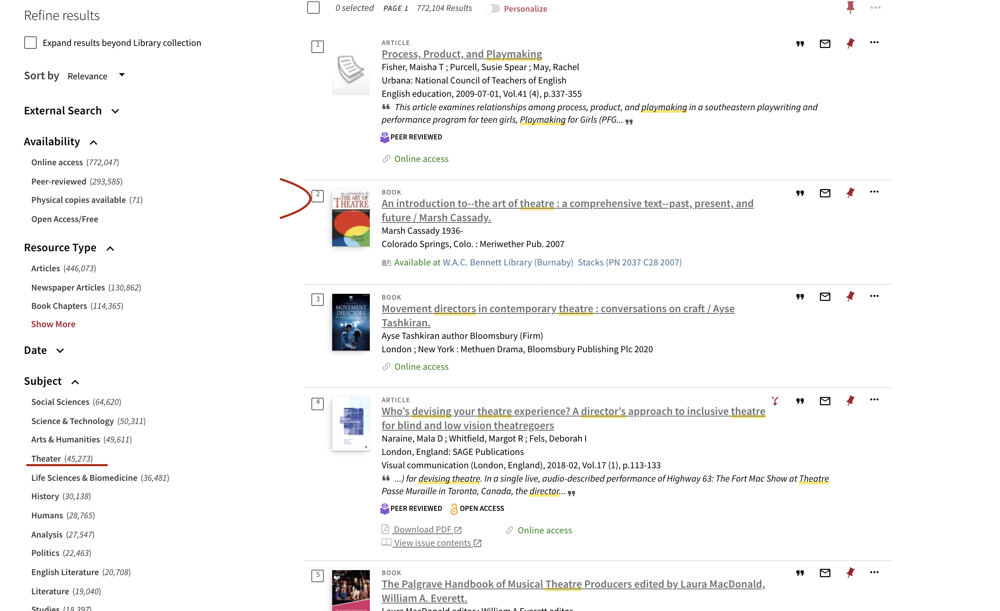 Refine results
Expand results beyond Library collection
Sort by Relevance
External Search
Availability
Online access (772,047)
Peer-reviewed (293,585)
Physical copies available (71)
Open Access/Free
Resource Type
Articles (446,073)
Newspaper Articles (130,862)
Book Chapters (114,365)
Show More
Date
Subject
Social Sciences (64,620)
Science & Technology (50,311)
Arts & Humanities (49,611)
Theater (45,273)
Life Sciences & Biomedicine (36,481)
History (30,138)
Humans (28,765)
Analysis (27,547)
Politics (22,463)
English Literature (20,708)
Literature (19,040)
Studies (18,397)
0 selected PAGE 1 772,104 Results Personalize
1
ARTICLE
Process, Product, and Playmaking
Fisher, Maisha T ; Purcell, Susie Spear ; May, Rachel
Urbana: National Council of Teachers of English
English education, 2009-07-01, Vol.41 (4), p.337-355
❝ This article examines relationships among process, product, and playmaking in a southeastern playwriting and
performance program for teen girls, Playmaking for Girls (PFG... ❞
PEER REVIEWED
Online access
2
an introduction to:
THE ART OF
THEATRE
MARSH
CASSADY
BOOK
An introduction to--the art of theatre : a comprehensive text--past, present, and
future / Marsh Cassady.
Marsh Cassady 1936-
Colorado Springs, Colo. : Meriwether Pub. 2007
Available at W.A.C. Bennett Library (Burnaby) Stacks (PN 2037 C28 2007)
3
MOVEMENT
DIRECTORS
IN CONTEMPORARY THEATRE
BOOK
Movement directors in contemporary theatre : conversations on craft / Ayse
Tashkiran.
Ayse Tashkiran author Bloomsbury (Firm)
London ; New York : Methuen Drama, Bloomsbury Publishing Plc 2020
Online access
4
visual
communication
ARTICLE
Who’s devising your theatre experience? A director’s approach to inclusive theatre
for blind and low vision theatregoers
Naraine, Mala D ; Whitfield, Margot R ; Fels, Deborah I
London, England: SAGE Publications
Visual communication (London, England), 2018-02, Vol.17 (1), p.113-133
❝ ...) for devising theatre. In a single live, audio-described performance of Highway 63: The Fort Mac Show at Theatre
Passe Muraille in Toronto, Canada, the director... ❞
PEER REVIEWED OPEN ACCESS
Download PDF Online access
View issue contents
5
BOOK
The Palgrave Handbook of Musical Theatre Producers edited by Laura MacDonald,
William A. Everett.
Laura MacDonald editor ; William A Everett editor